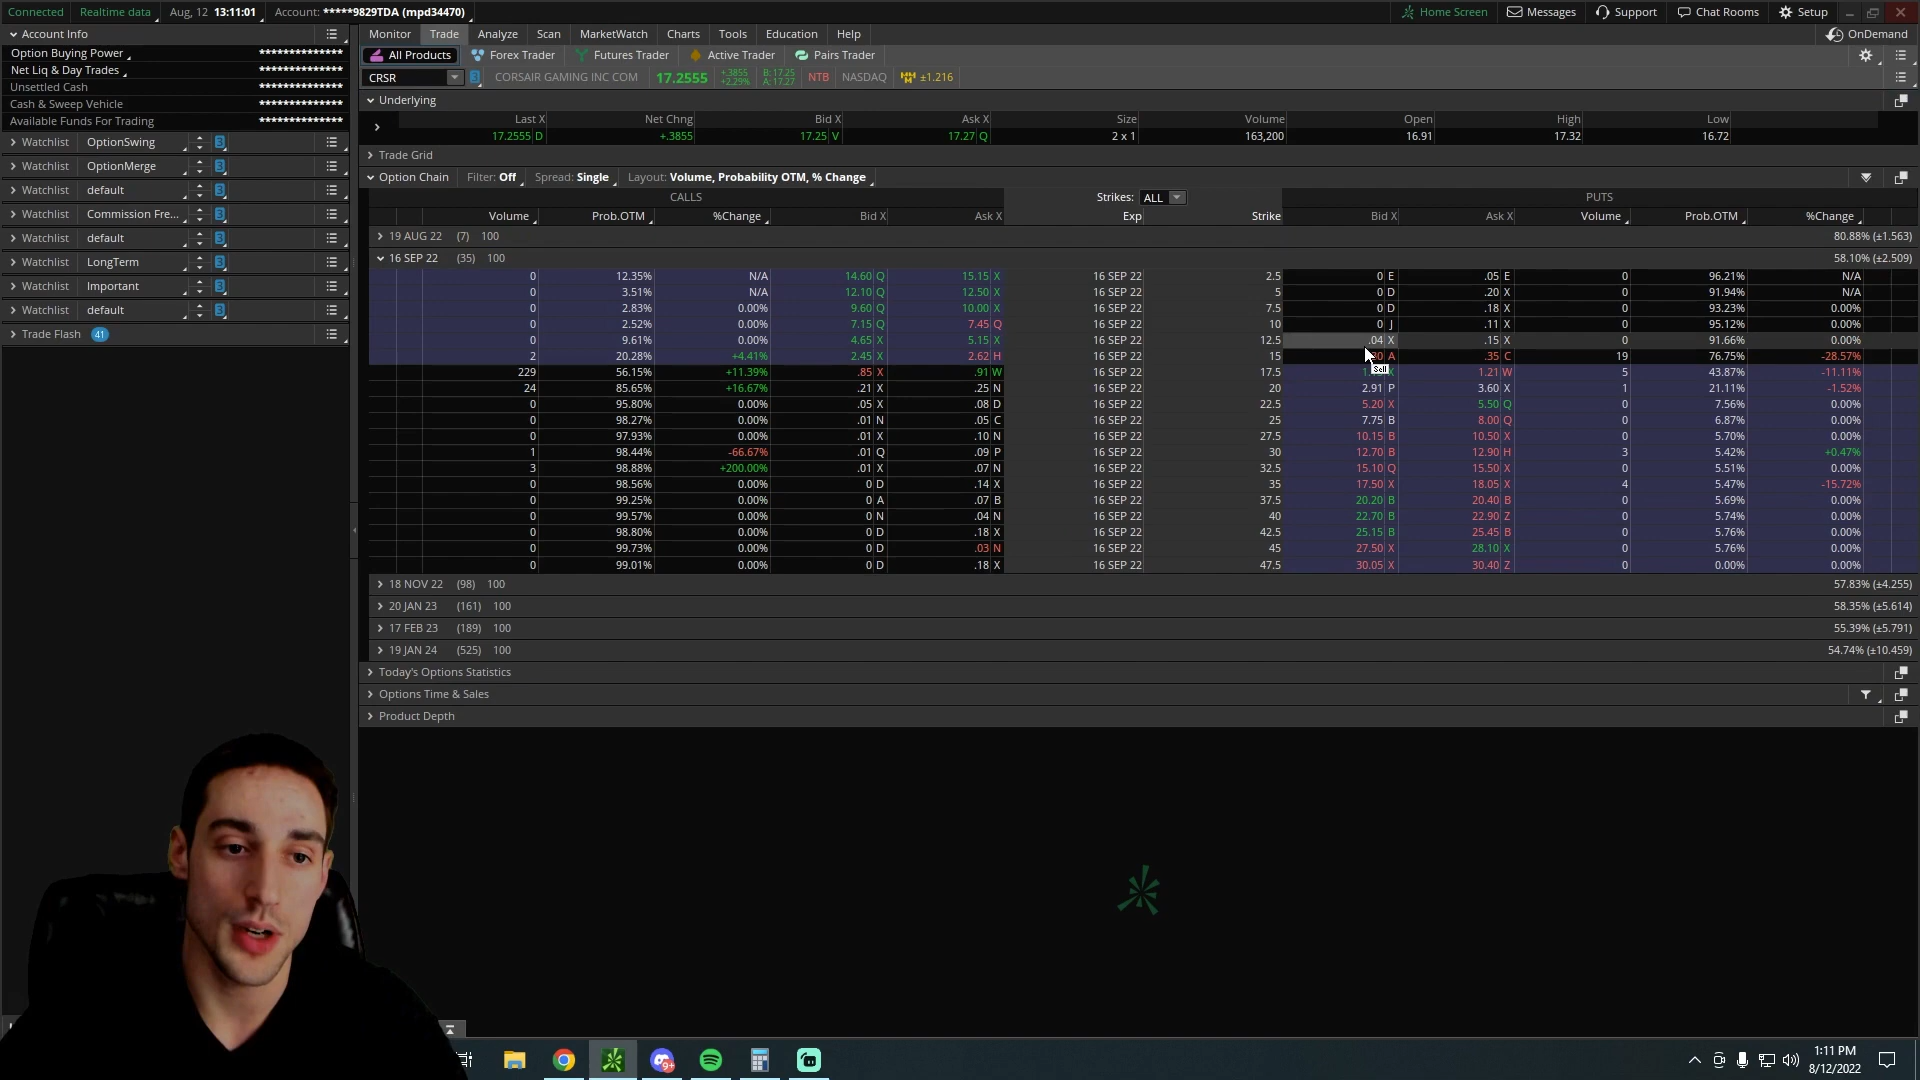 Connected Realtime data Aug, 12 13:11:01 Account: *****9829TDA (mpd34470) Home Screen Messages Support Chat Rooms Setup
Account Info Monitor Trade Analyze Scan MarketWatch Charts Tools Education Help OnDemand
Option Buying Power ************** All Products Forex Trader Futures Trader Active Trader Pairs Trader
Net Liq & Day Trades **************
Unsettled Cash ************** CRSR 3 CORSAIR GAMING INC COM 17.2555 +.3855 +2.29% B: 17.25 A: 17.27 NTB NASDAQ ±1.216
Cash & Sweep Vehicle ************** Underlying
Available Funds For Trading **************
Last X Net Chng Bid X Ask X Size Volume Open High Low
17.2555 D +.3855 17.25 V 17.27 Q 2 x 1 163,200 16.91 17.32 16.72
Watchlist OptionSwing 3
Trade Grid
Watchlist OptionMerge 3
Option Chain Filter: Off Spread: Single Layout: Volume, Probability OTM, % Change
Watchlist default 3
CALLS Strikes: ALL PUTS
Watchlist Commission Fre... 3
Volume Prob.OTM %Change Bid X Ask X Exp Strike Bid X Ask X Volume Prob.OTM %Change
Watchlist default 3
19 AUG 22 (7) 100 80.88% (±1.563)
Watchlist LongTerm 3
16 SEP 22 (35) 100 58.10% (±2.509)
Watchlist Important 3
Watchlist default 3
Trade Flash 41
0 12.35% N/A 14.60 Q 15.15 X 16 SEP 22 2.5 0 E .05 E 0 96.21% N/A
0 3.51% N/A 12.10 Q 12.50 X 16 SEP 22 5 0 D .20 X 0 91.94% N/A
0 2.83% 0.00% 9.60 Q 10.00 X 16 SEP 22 7.5 0 D .18 X 0 93.23% 0.00%
0 2.52% 0.00% 7.15 Q 7.45 Q 16 SEP 22 10 0 J .11 X 0 95.12% 0.00%
0 9.61% 0.00% 4.65 X 5.15 X 16 SEP 22 12.5 .04 X .15 X 0 91.66% 0.00%
2 20.28% +4.41% 2.45 X 2.62 H 16 SEP 22 15 A .35 C 19 76.75% -28.57%
Sell
229 56.15% +11.39% .85 X .91 W 16 SEP 22 17.5 X 1.21 W 5 43.87% -11.11%
24 85.65% +16.67% .21 X .25 N 16 SEP 22 20 2.91 P 3.60 X 1 21.11% -1.52%
0 95.80% 0.00% .05 X .08 D 16 SEP 22 22.5 5.20 X 5.50 Q 0 7.56% 0.00%
0 98.27% 0.00% .01 N .05 C 16 SEP 22 25 7.75 B 8.00 Q 0 6.87% 0.00%
0 97.93% 0.00% .01 X .10 N 16 SEP 22 27.5 10.15 B 10.50 X 0 5.70% 0.00%
1 98.44% -66.67% .01 Q .09 P 16 SEP 22 30 12.70 B 12.90 H 3 5.42% +0.47%
3 98.88% +200.00% .01 X .07 N 16 SEP 22 32.5 15.10 Q 15.50 X 0 5.51% 0.00%
0 98.56% 0.00% 0 D .14 X 16 SEP 22 35 17.50 X 18.05 X 4 5.47% -15.72%
0 99.25% 0.00% 0 A .07 B 16 SEP 22 37.5 20.20 B 20.40 B 0 5.69% 0.00%
0 99.57% 0.00% 0 N .04 N 16 SEP 22 40 22.70 B 22.90 Z 0 5.74% 0.00%
0 98.80% 0.00% 0 D .18 X 16 SEP 22 42.5 25.15 B 25.45 B 0 5.76% 0.00%
0 99.73% 0.00% 0 D .03 N 16 SEP 22 45 27.50 X 28.10 X 0 5.76% 0.00%
0 99.01% 0.00% 0 D .18 X 16 SEP 22 47.5 30.05 X 30.40 Z 0 0.00% 0.00%
18 NOV 22 (98) 100 57.83% (±4.255)
20 JAN 23 (161) 100 58.35% (±5.614)
17 FEB 23 (189) 100 55.39% (±5.791)
19 JAN 24 (525) 100 54.74% (±10.459)
Today's Options Statistics
Options Time & Sales
Product Depth
9+ 1:11 PM
8/12/2022